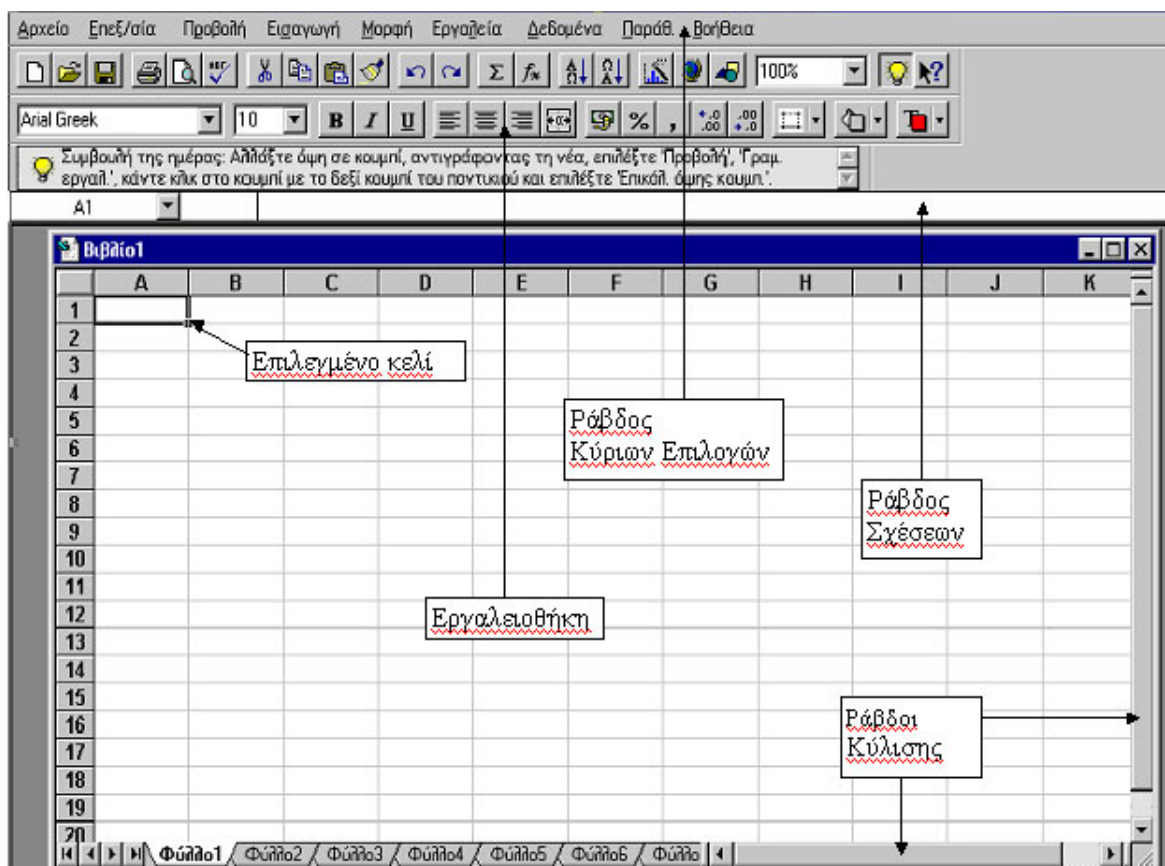 Αρχείο Επεξ/σία Προβολή Εισαγωγή Μορφή Εργαλεία Δεδομένα Παράθ. Βοήθεια
100%
Arial Greek 10 B I U % ,
Συμβουλή της ημέρας: Αλλάξτε όψη σε κουμπί, αντιγράφοντας τη νέα, επιλέξτε 'Προβολή', 'Γραμ.
εργαλ.', κάντε κλικ στο κουμπί με το δεξί κουμπί του ποντικιού και επιλέξτε 'Επικόλ. όψης κουμπ.'.
A1
Βιβλίο1
A B C D E F G H I J K
1
2
3
Επιλεγμένο κελί
4
5
Ράβδος
6
Κύριων Επιλογών
7
8
Ράβδος
9
Σχέσεων
10
11
12
Εργαλειοθήκη
13
14
15
16
Ράβδοι
17
Κύλισης
18
19
20
Φύλλο1 Φύλλο2 Φύλλο3 Φύλλο4 Φύλλο5 Φύλλο6 Φύλλο